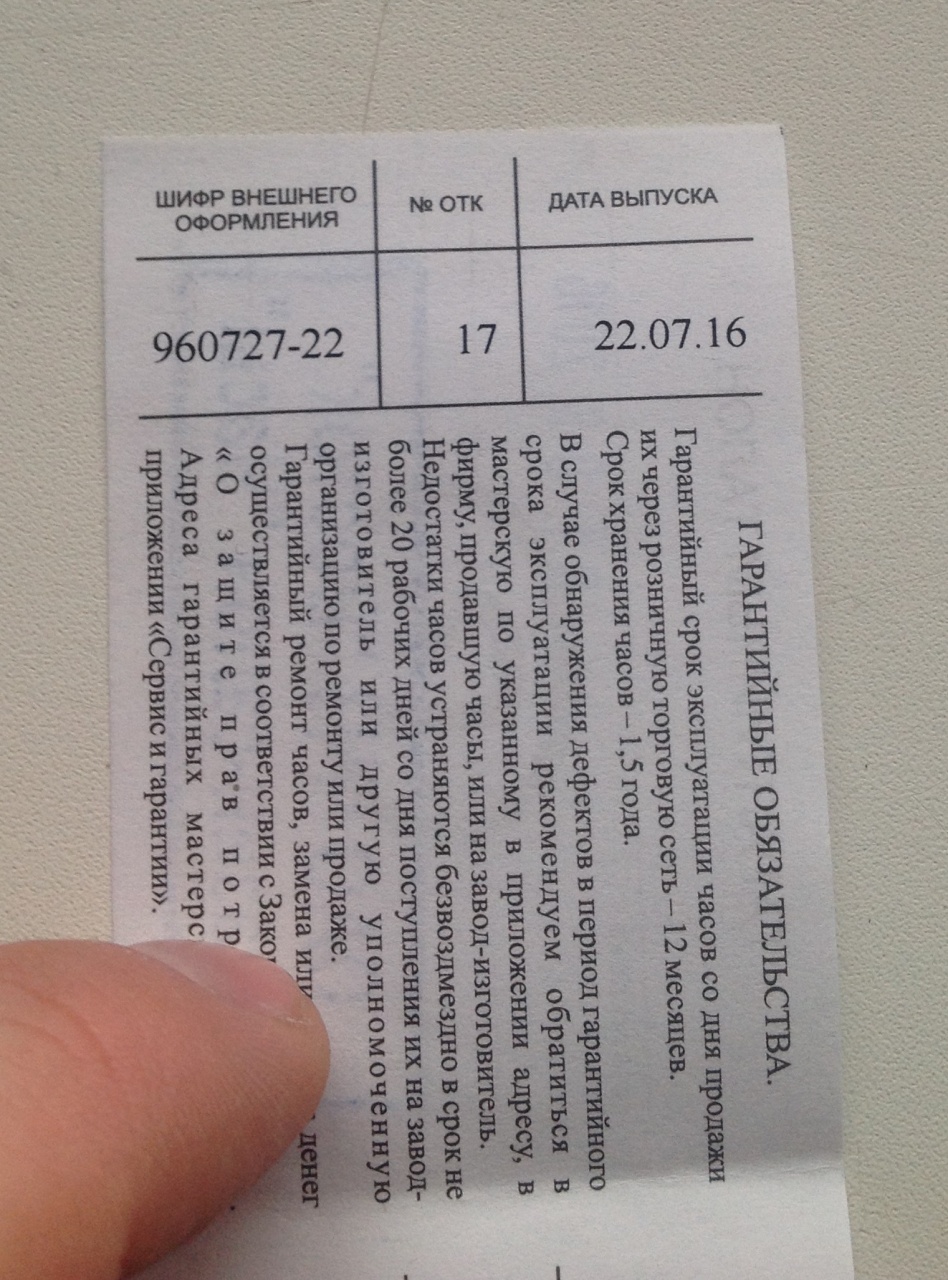 ШИФР ВНЕШНЕГО ОФОРМЛЕНИЯ
№ ОТК
ДАТА ВЫПУСКА
960727-22
17
22.07.16
ГАРАНТИЙНЫЕ ОБЯЗАТЕЛЬСТВА.
Гарантийный срок эксплуатации часов со дня продажи
их через розничную торговую сеть – 12 месяцев.
Срок хранения часов – 1,5 года.
В случае обнаружения дефектов в период гарантийного
срока эксплуатации рекомендуем обратиться в
мастерскую по указанному в приложении адресу, в
фирму, продавшую часы, или на завод-изготовитель.
Недостатки часов устраняются безвоздмездно в срок не
более 20 рабочих дней со дня поступления их на завод-
изготовитель или другую уполномоченную
организацию по ремонту или продаже.
Гарантийный ремонт часов, замена или денег
осуществляется в соответствии с
«О защите прав
Адреса гарантийных
приложении «Сервис и гарантии».